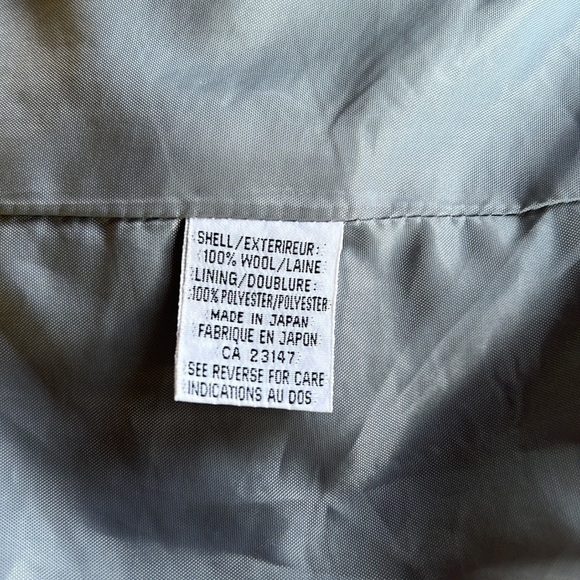 SHELL/EXTERIREUR:
100% WOOL/LAINE
LINING/DOUBLURE:
100% POLYESTER/POLYESTER
MADE IN JAPAN
FABRIQUE EN JAPON
CA 23147
SEE REVERSE FOR CARE
INDICATIONS AU DOS